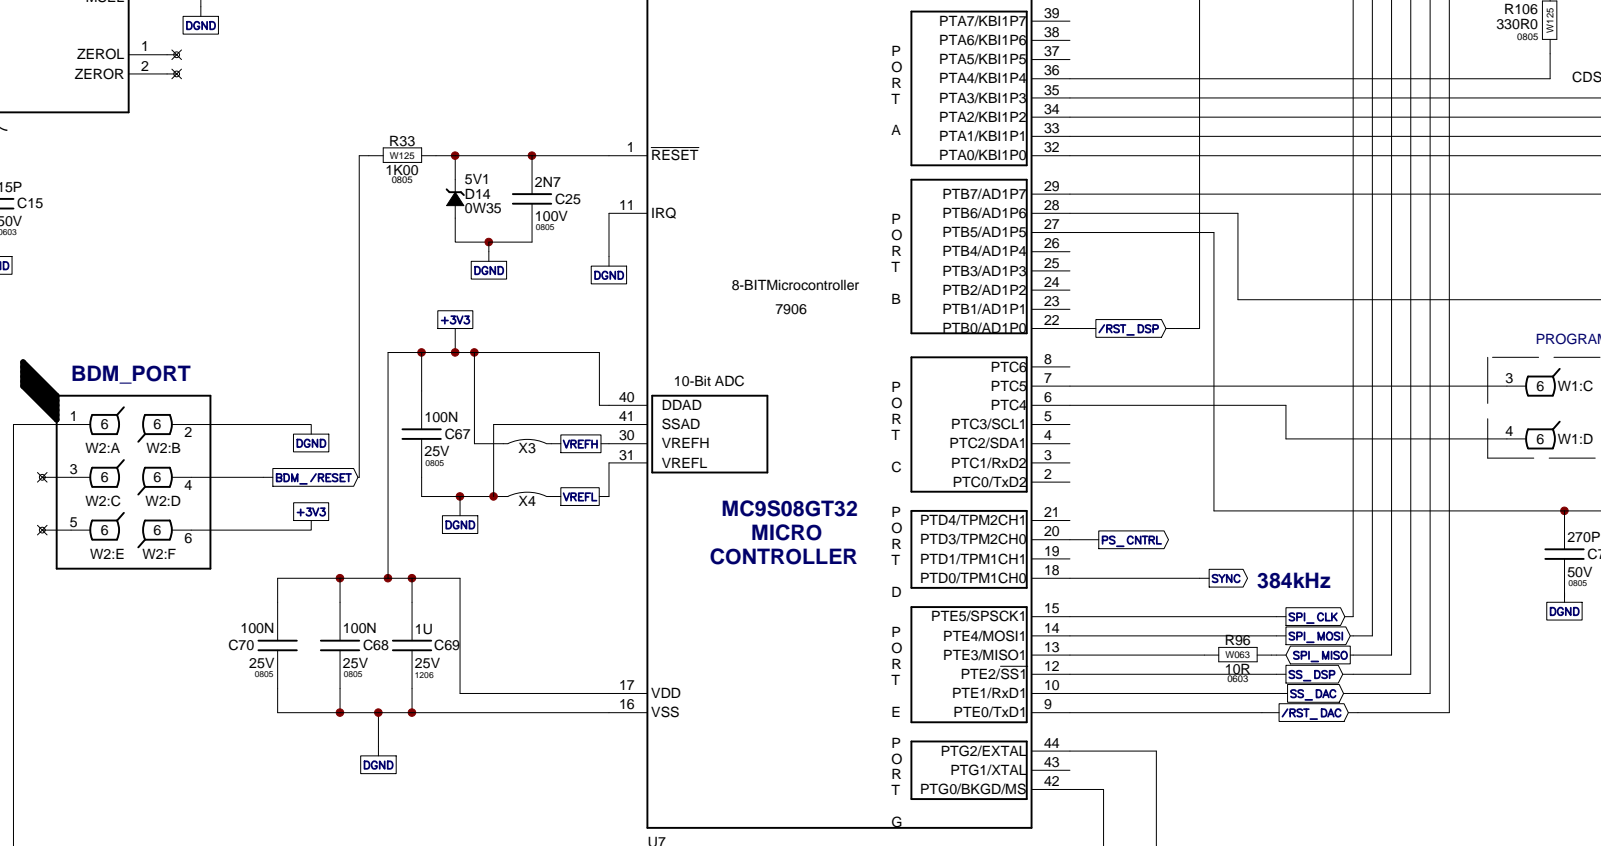 MSEL
DGND
ZEROL 1
ZEROR 2
15P
C15
50V
0603
R33
W125
1K00
0805
5V1
D14
0W35
2N7
C25
100V
0805
DGND
1 RESET
11 IRQ
DGND
8-BITMicrocontroller
7906
+3V3
BDM_PORT
1 6 6 2
W2:A W2:B
DGND
3 6 6 4
W2:C W2:D
BDM_/RESET
+3V3
5 6 6 6
W2:E W2:F
100N
C67
25V
0805
X3
VREFH
X4
VREFL
DGND
10-Bit ADC
40 DDAD
41 SSAD
30 VREFH
31 VREFL
MC9S08GT32
MICRO
CONTROLLER
100N
C70
25V
0805
100N
C68
25V
0805
1U
C69
25V
1206
DGND
17 VDD
16 VSS
U7
PORT A
PTA7/KBI1P7 39
PTA6/KBI1P6 38
PTA5/KBI1P5 37
PTA4/KBI1P4 36
PTA3/KBI1P3 35
PTA2/KBI1P2 34
PTA1/KBI1P1 33
PTA0/KBI1P0 32
PORT B
PTB7/AD1P7 29
PTB6/AD1P6 28
PTB5/AD1P5 27
PTB4/AD1P4 26
PTB3/AD1P3 25
PTB2/AD1P2 24
PTB1/AD1P1 23
PTB0/AD1P0 22
/RST_DSP
PORT C
PTC6 8
PTC5 7
PTC4 6
PTC3/SCL1 5
PTC2/SDA1 4
PTC1/RxD2 3
PTC0/TxD2 2
PORT D
PTD4/TPM2CH1 21
PTD3/TPM2CH0 20
PS_CNTRL
PTD1/TPM1CH1 19
PTD0/TPM1CH0 18
SYNC 384kHz
PORT E
PTE5/SPSCK1 15
SPI_CLK
PTE4/MOSI1 14
SPI_MOSI
PTE3/MISO1 13
R96
W063
10R
0603
SPI_MISO
PTE2/SS1 12
SS_DSP
PTE1/RxD1 10
SS_DAC
PTE0/TxD1 9
/RST_DAC
PORT G
PTG2/EXTAL 44
PTG1/XTAL 43
PTG0/BKGD/MS 42
R106
330R0
0805
W125
CDS
PROGRAM
3 6 W1:C
4 6 W1:D
270P
50V
0805
DGND